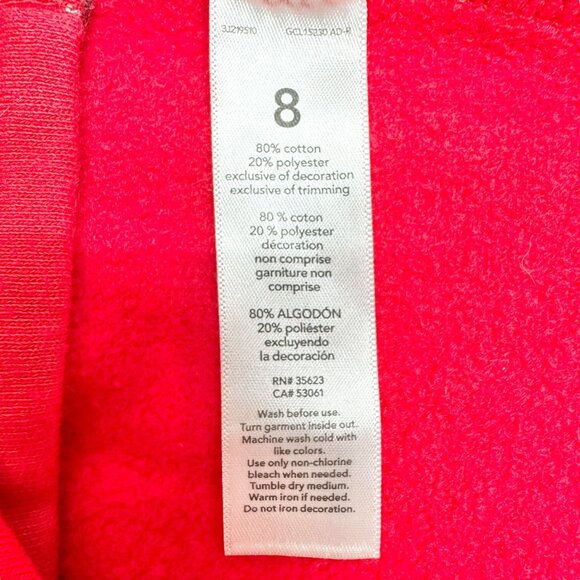 3J219510 GCL15230 AD-R
8
80% cotton
20% polyester
exclusive of decoration
exclusive of trimming
80 % coton
20 % polyester
décoration
non comprise
garniture non
comprise
80% ALGODÓN
20% poliéster
excluyendo
la decoración
RN# 35623
CA# 53061
Wash before use.
Turn garment inside out.
Machine wash cold with
like colors.
Use only non-chlorine
bleach when needed.
Tumble dry medium.
Warm iron if needed.
Do not iron decoration.